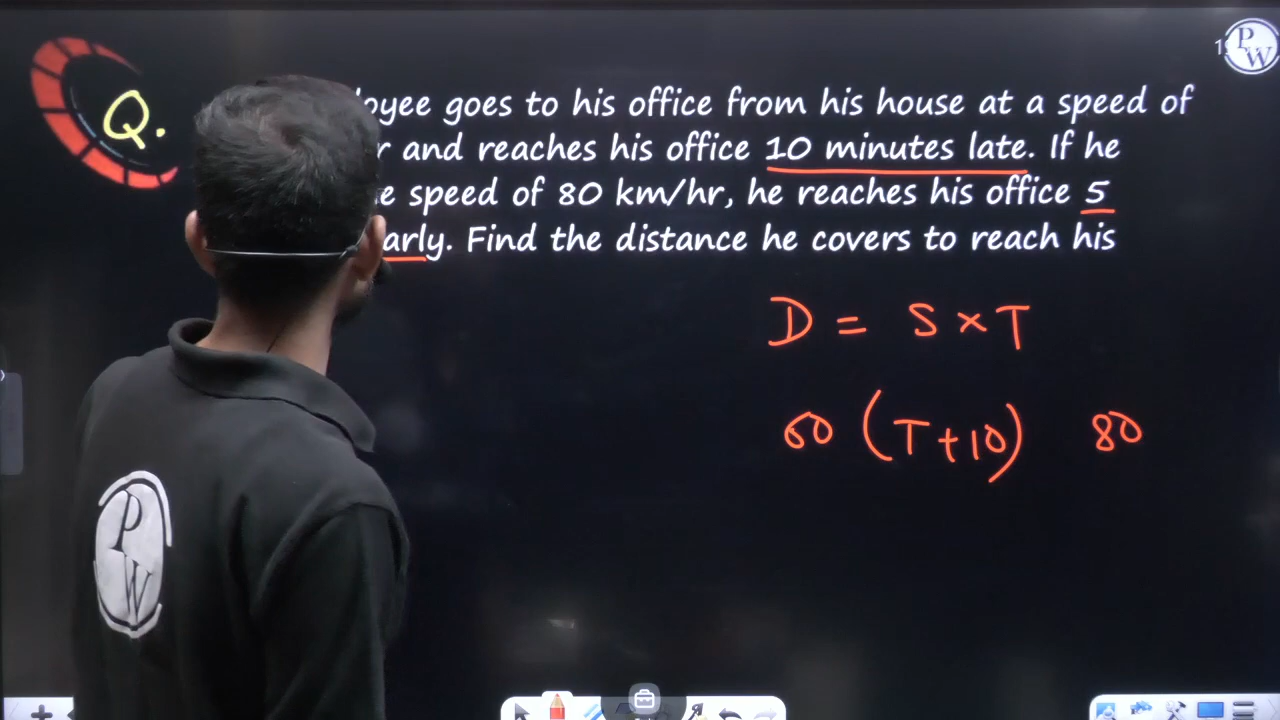 Q.
oyee goes to his office from his house at a speed of
r and reaches his office 10 minutes late. If he
e speed of 80 km/hr, he reaches his office 5
arly. Find the distance he covers to reach his
D = S × T
60 (T+10) 80
P
W
P
W